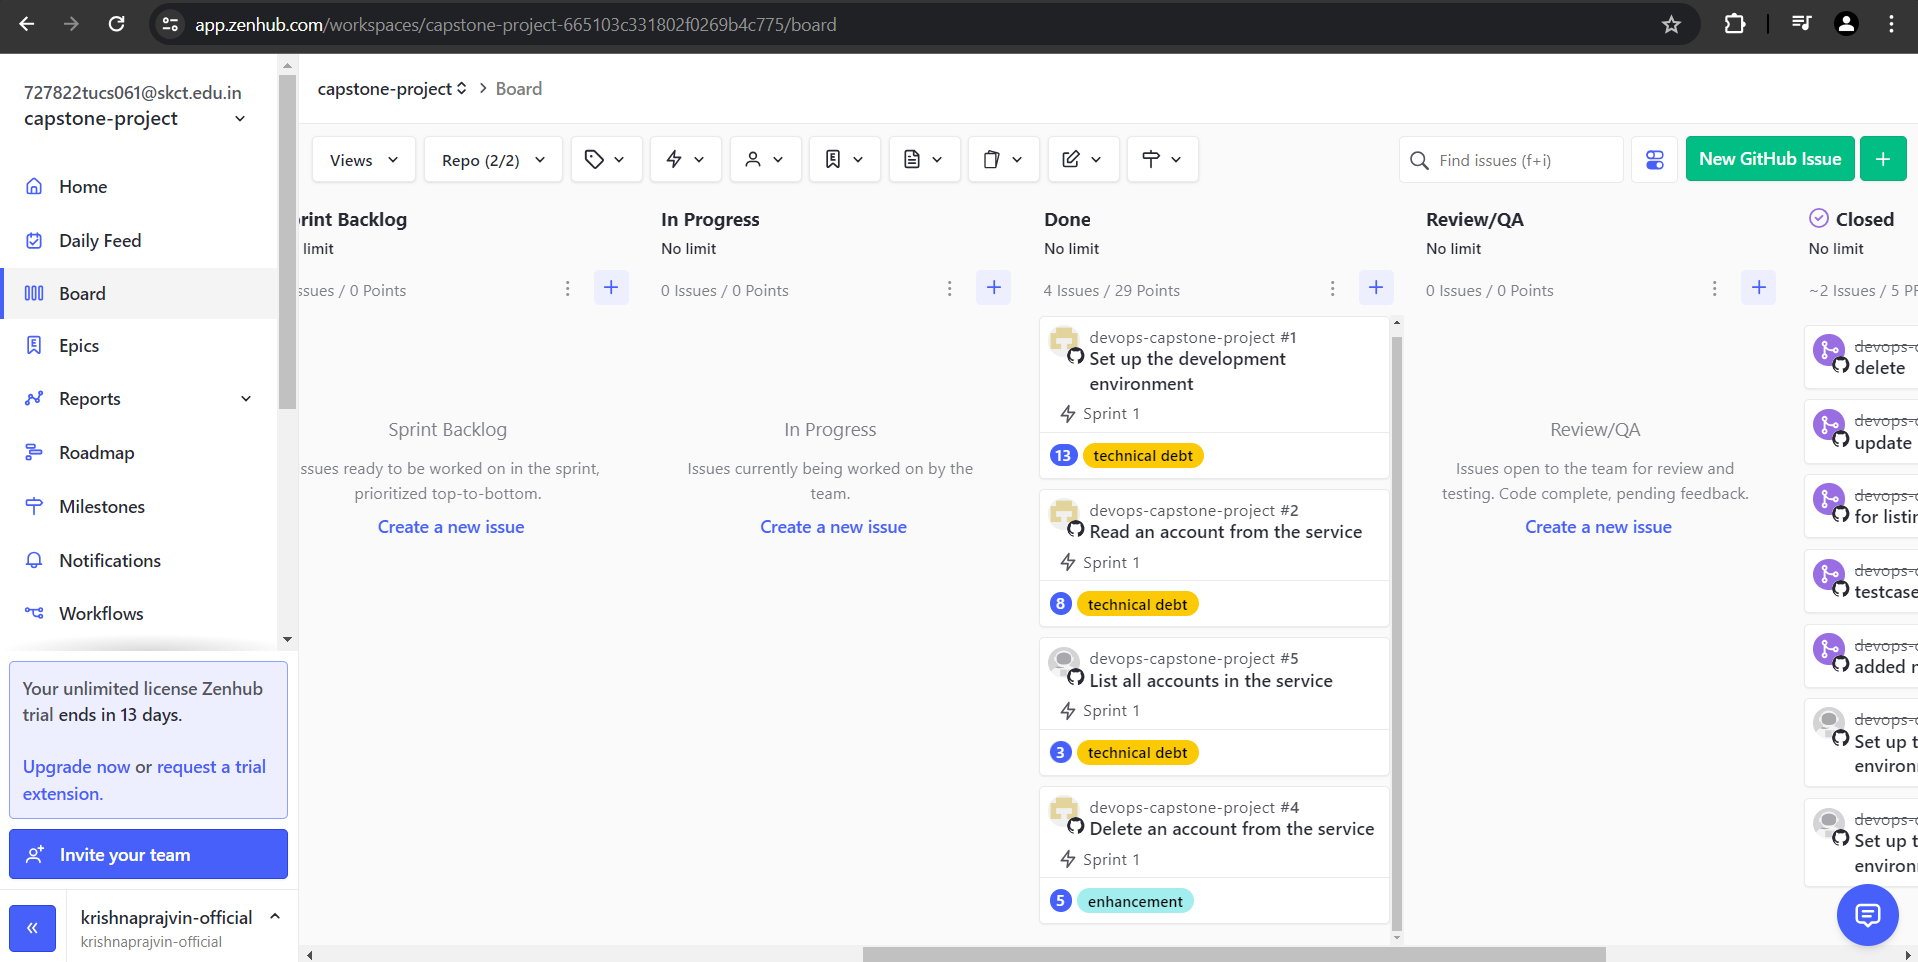 app.zenhub.com/workspaces/capstone-project-665103c331802f0269b4c775/board
727822tucs061@skct.edu.in
capstone-project
Home
Daily Feed
Board
Epics
Reports
Roadmap
Milestones
Notifications
Workflows
Your unlimited license Zenhub
trial ends in 13 days.
Upgrade now or request a trial
extension.
Invite your team
«
krishnaprajvin-official
krishnaprajvin-official
capstone-project > Board
Views
Repo (2/2)
Find issues (f+i)
New GitHub Issue
+
rint Backlog
limit
ssues / 0 Points
+
Sprint Backlog
ssues ready to be worked on in the sprint,
prioritized top-to-bottom.
Create a new issue
In Progress
No limit
0 Issues / 0 Points
+
In Progress
Issues currently being worked on by the
team.
Create a new issue
Done
No limit
4 Issues / 29 Points
+
devops-capstone-project #1
Set up the development
environment
Sprint 1
13 technical debt
devops-capstone-project #2
Read an account from the service
Sprint 1
8 technical debt
devops-capstone-project #5
List all accounts in the service
Sprint 1
3 technical debt
devops-capstone-project #4
Delete an account from the service
Sprint 1
5 enhancement
Review/QA
No limit
0 Issues / 0 Points
+
Review/QA
Issues open to the team for review and
testing. Code complete, pending feedback.
Create a new issue
Closed
No limit
~2 Issues / 5 PR
devops-c
delete
devops-c
update
devops-c
for listin
devops-c
testcase
devops-c
added n
devops-c
Set up t
environ
devops-c
Set up t
environ